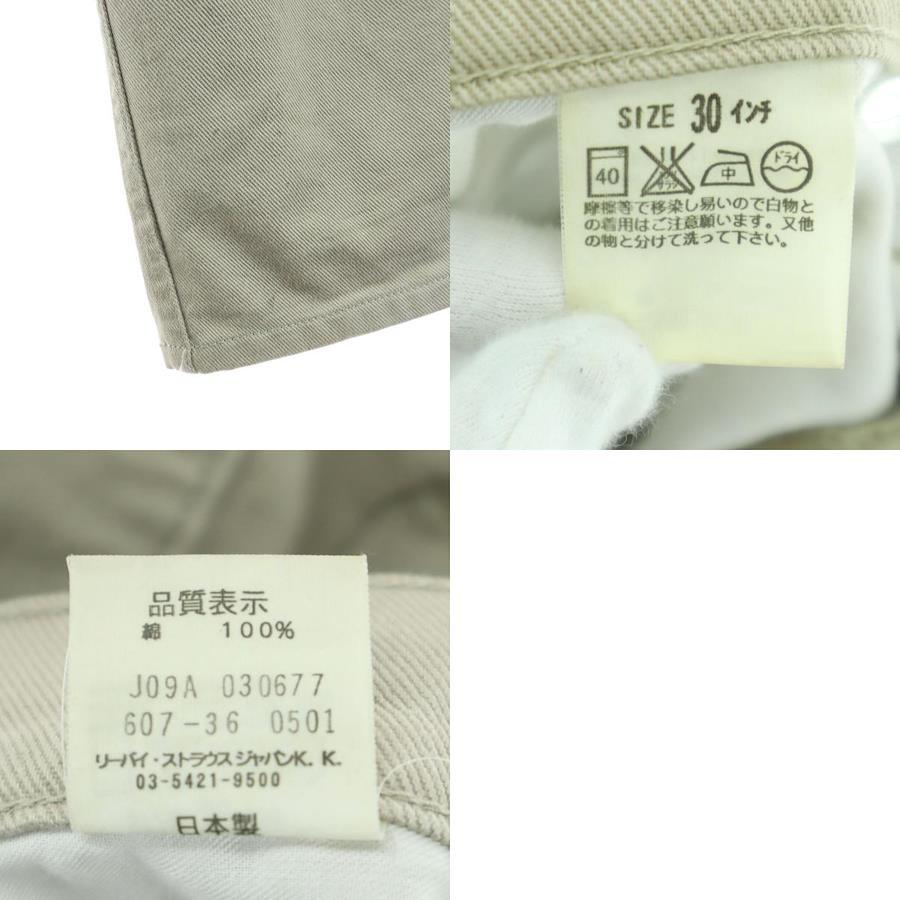 SIZE 30 インチ
40 サラシ 中 ドライ
摩擦等で移染し易いので白物と
の着用はご注意願います。又他
の物と分けて洗って下さい。
品質表示
綿 100%
J09A 030677
607-36 0501
リーバイ・ストラウスジャパンK.K.
03-5421-9500
日本製